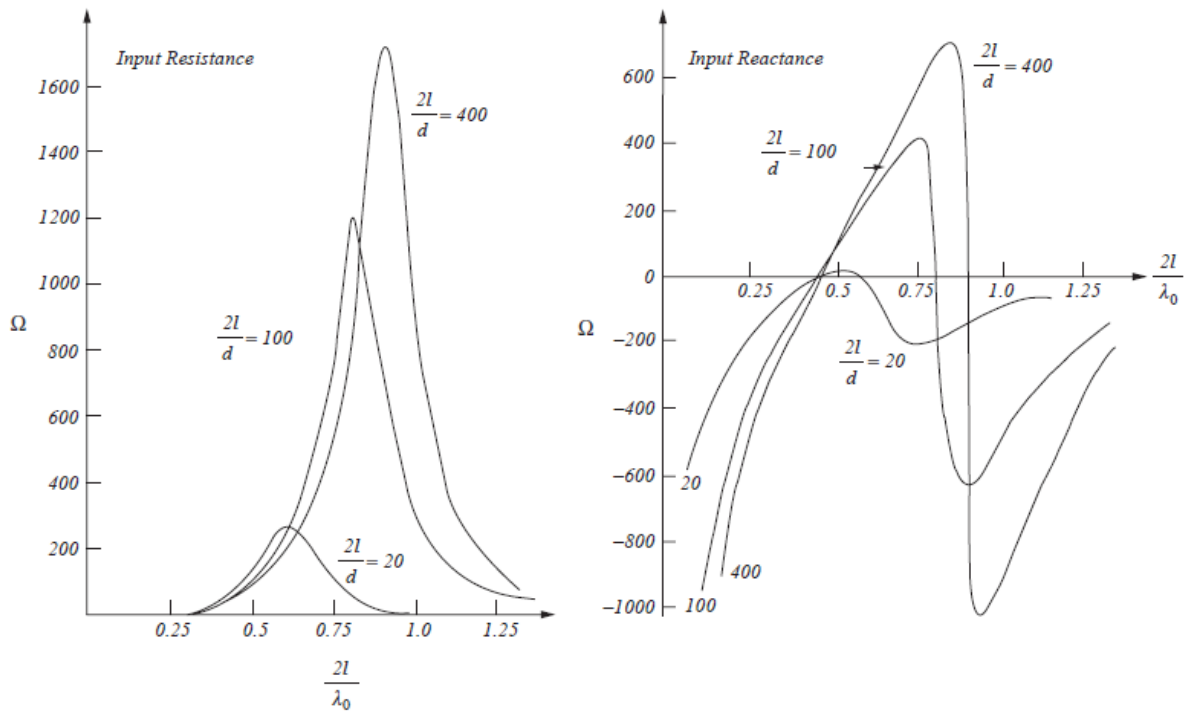 Input Resistance
1600
1400
1200
1000
Ω
800
600
400
200
2l/d = 400
2l/d = 100
2l/d = 20
0.25 0.5 0.75 1.0 1.25
2l/λ0
Input Reactance
600
400
200
0
Ω
−200
−400
−600
−800
−1000
2l/d = 400
2l/d = 100
0.25 0.5 0.75 1.0 1.25
2l/λ0
2l/d = 20
20
400
100